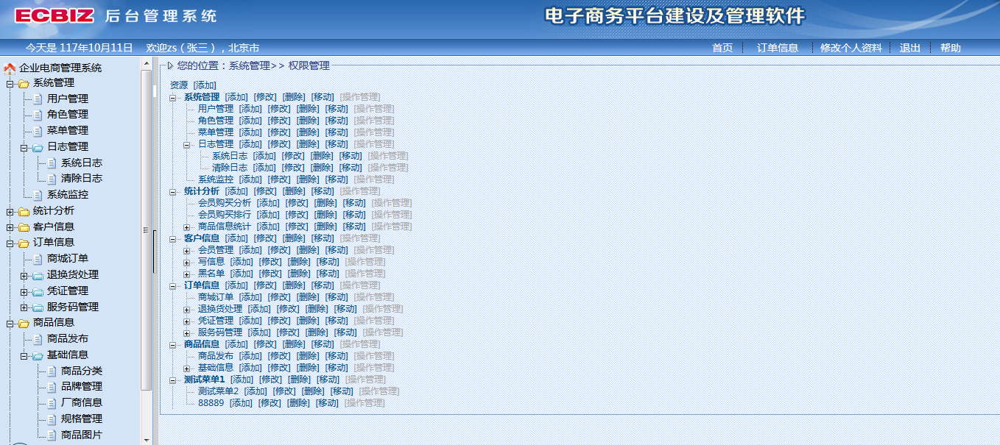 ECBIZ 后台管理系统
电子商务平台建设及管理软件
今天是 117年10月11日 欢迎zs（张三），北京市
首页 订单信息 修改个人资料 退出 帮助
企业电商管理系统
系统管理
用户管理
角色管理
菜单管理
日志管理
系统日志
清除日志
系统监控
统计分析
客户信息
订单信息
商城订单
退换货处理
凭证管理
服务码管理
商品信息
商品发布
基础信息
商品分类
品牌管理
厂商信息
规格管理
商品图片
您的位置：系统管理>> 权限管理
资源 [添加]
系统管理 [添加] [修改] [删除] [移动] [操作管理]
用户管理 [添加] [修改] [删除] [移动] [操作管理]
角色管理 [添加] [修改] [删除] [移动] [操作管理]
菜单管理 [添加] [修改] [删除] [移动] [操作管理]
日志管理 [添加] [修改] [删除] [移动] [操作管理]
系统日志 [添加] [修改] [删除] [移动] [操作管理]
清除日志 [添加] [修改] [删除] [移动] [操作管理]
系统监控 [添加] [修改] [删除] [移动] [操作管理]
统计分析 [添加] [修改] [删除] [移动] [操作管理]
会员购买分析 [添加] [修改] [删除] [移动] [操作管理]
会员购买排行 [添加] [修改] [删除] [移动] [操作管理]
商品信息统计 [添加] [修改] [删除] [移动] [操作管理]
客户信息 [添加] [修改] [删除] [移动] [操作管理]
会员管理 [添加] [修改] [删除] [移动] [操作管理]
写信息 [添加] [修改] [删除] [移动] [操作管理]
黑名单 [添加] [修改] [删除] [移动] [操作管理]
订单信息 [添加] [修改] [删除] [移动] [操作管理]
商城订单 [添加] [修改] [删除] [移动] [操作管理]
退换货处理 [添加] [修改] [删除] [移动] [操作管理]
凭证管理 [添加] [修改] [删除] [移动] [操作管理]
服务码管理 [添加] [修改] [删除] [移动] [操作管理]
商品信息 [添加] [修改] [删除] [移动] [操作管理]
商品发布 [添加] [修改] [删除] [移动] [操作管理]
基础信息 [添加] [修改] [删除] [移动] [操作管理]
测试菜单1 [添加] [修改] [删除] [移动] [操作管理]
测试菜单2 [添加] [修改] [删除] [移动] [操作管理]
88889 [添加] [修改] [删除] [移动] [操作管理]